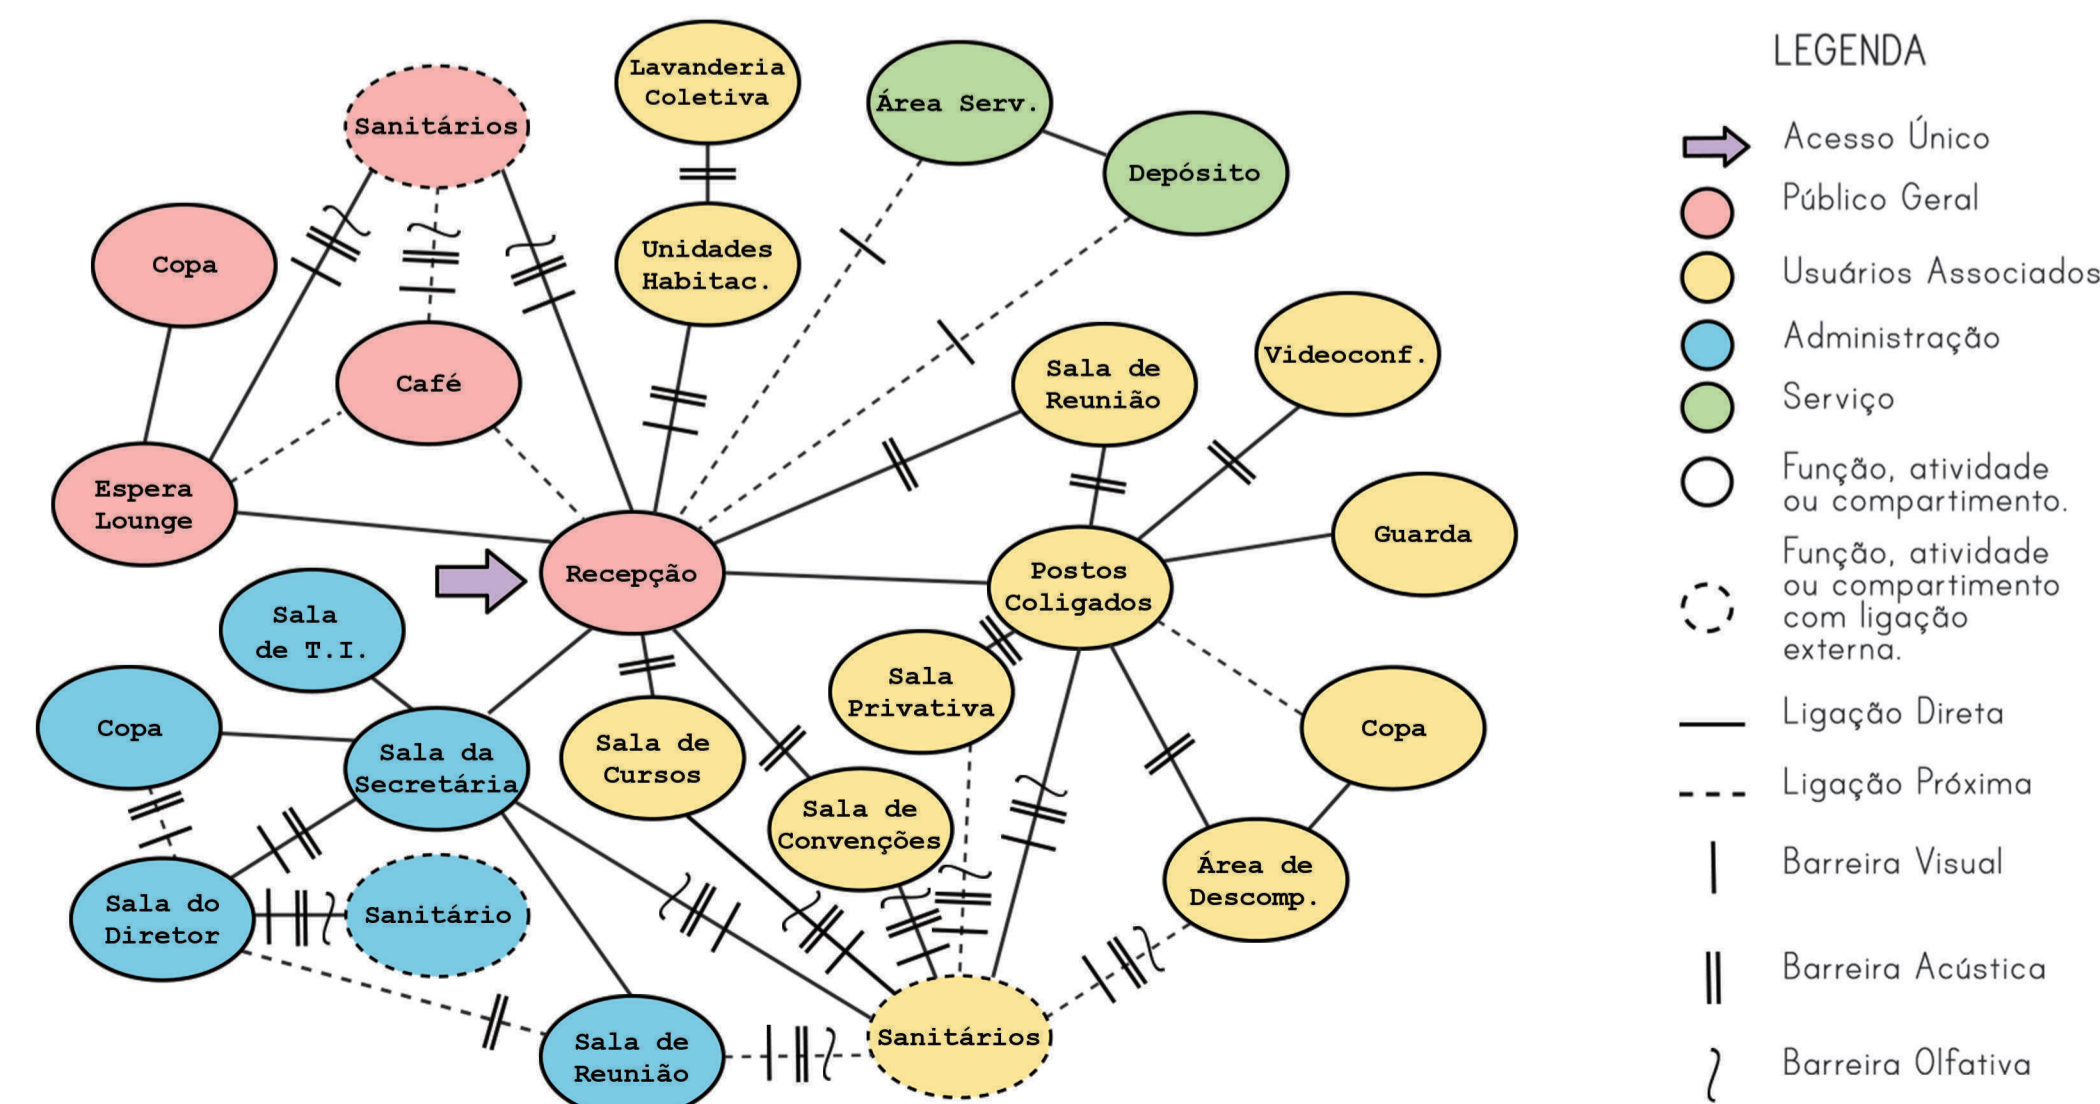 Lavanderia
Coletiva
Área Serv.
Sanitários
Depósito
Copa
Unidades
Habitac.
Café
Sala de
Reunião
Videoconf.
Espera
Lounge
Guarda
Recepção
Postos
Coligados
Sala
de T.I.
Sala
Privativa
Copa
Copa
Sala da
Secretária
Sala de
Cursos
Sala de
Convenções
Área de
Descomp.
Sala do
Diretor
Sanitário
Sanitários
Sala de
Reunião
LEGENDA
Acesso Único
Público Geral
Usuários Associados
Administração
Serviço
Função, atividade
ou compartimento.
Função, atividade
ou compartimento
com ligação
externa.
Ligação Direta
Ligação Próxima
Barreira Visual
Barreira Acústica
Barreira Olfativa